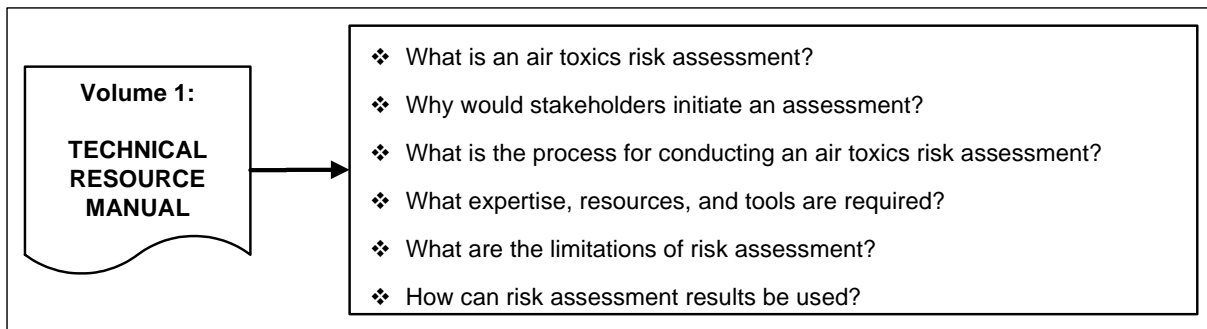 Volume 1:
TECHNICAL
RESOURCE
MANUAL
❖ What is an air toxics risk assessment?
❖ Why would stakeholders initiate an assessment?
❖ What is the process for conducting an air toxics risk assessment?
❖ What expertise, resources, and tools are required?
❖ What are the limitations of risk assessment?
❖ How can risk assessment results be used?